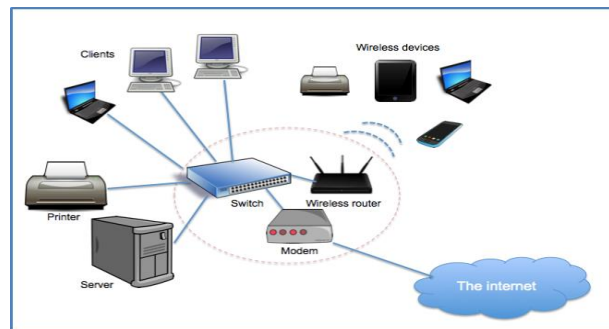 Clients
Wireless devices
Printer
Switch
Wireless router
Modem
Server
The internet